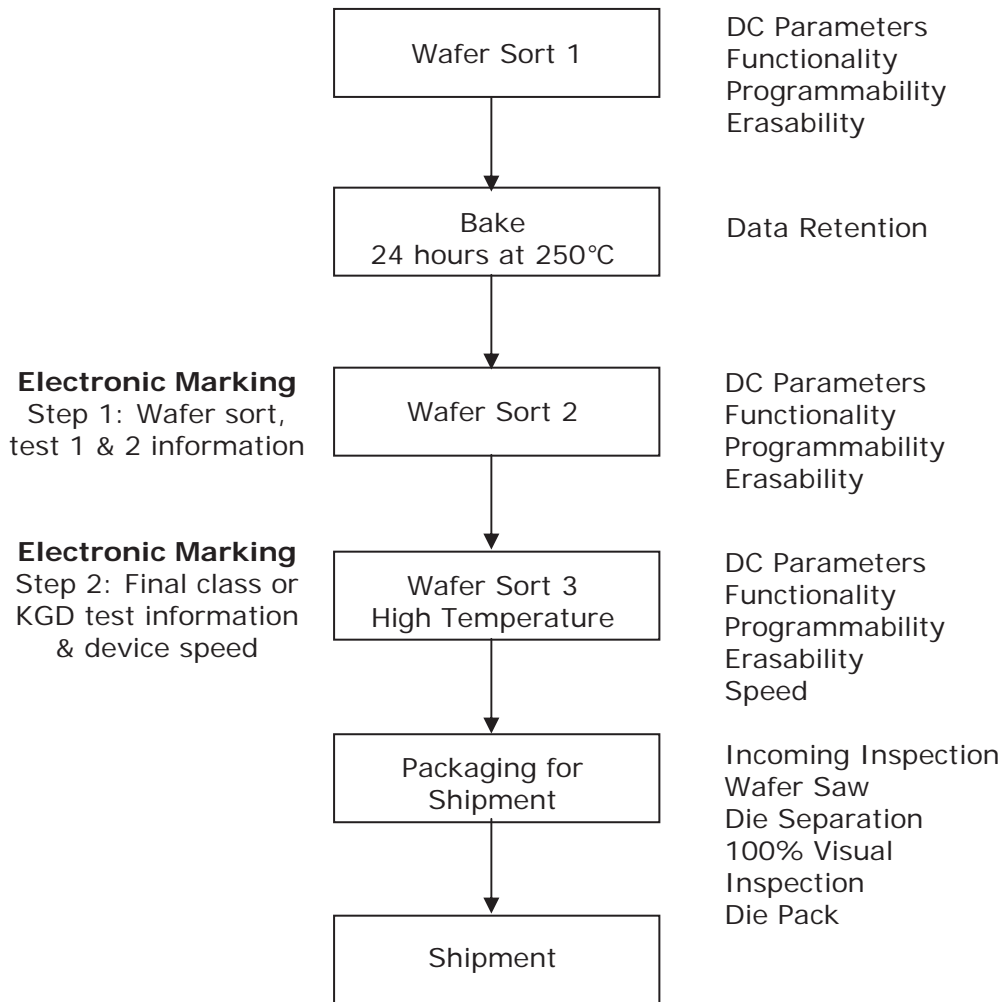 Wafer Sort 1
DC Parameters
Functionality
Programmability
Erasability
Bake
24 hours at 250°C
Data Retention
Electronic Marking
Step 1: Wafer sort,
test 1 & 2 information
Wafer Sort 2
DC Parameters
Functionality
Programmability
Erasability
Electronic Marking
Step 2: Final class or
KGD test information
& device speed
Wafer Sort 3
High Temperature
DC Parameters
Functionality
Programmability
Erasability
Speed
Packaging for
Shipment
Incoming Inspection
Wafer Saw
Die Separation
100% Visual
Inspection
Die Pack
Shipment